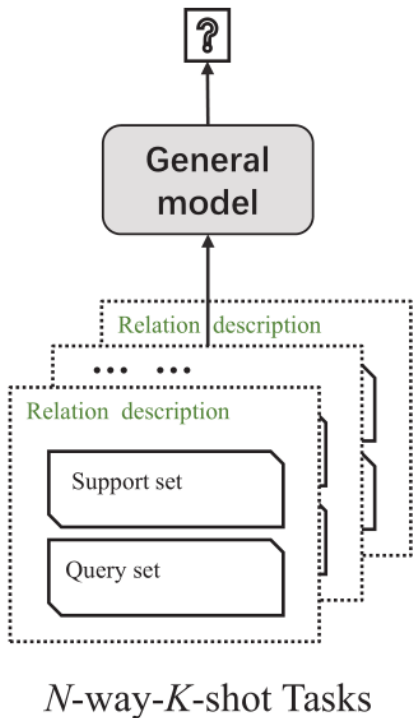 ?
General
model
Relation description
... ...
Relation description
Support set
Query set
N-way-K-shot Tasks